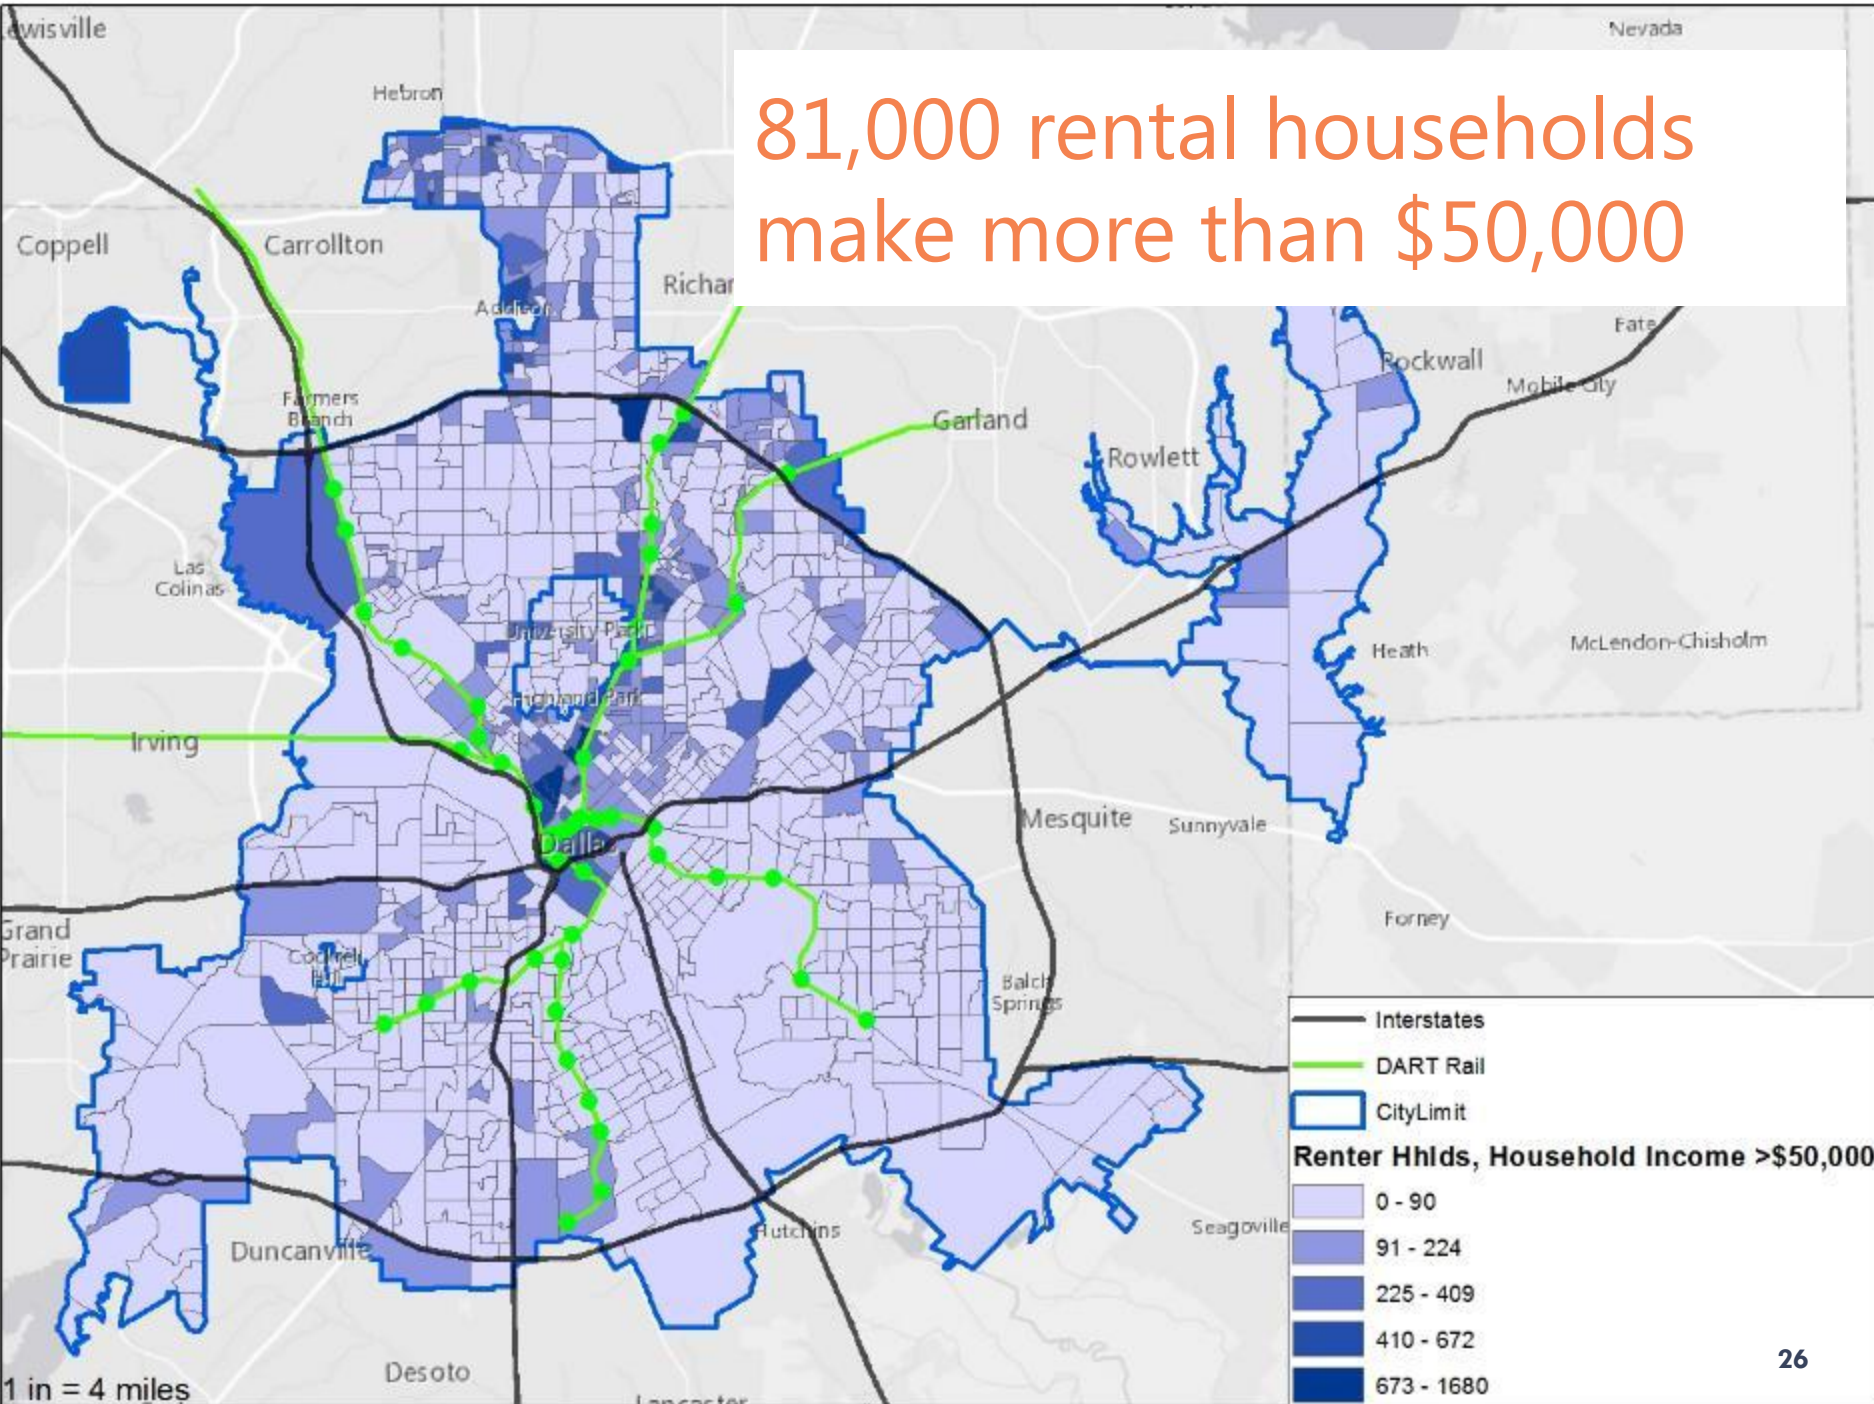 Lewisville
Nevada
Hebron
81,000 rental households
make more than $50,000
Coppell
Carrollton
Richar
Addison
Fate
Rockwall
Mobile City
Farmers
Branch
Garland
Rowlett
Las
Colinas
University Park
Heath
McLendon-Chisholm
Highland Park
Irving
Mesquite
Sunnyvale
Dallas
Grand
Prairie
Forney
Cockrell
Hill
Balch
Springs
Interstates
DART Rail
CityLimit
Renter Hhlds, Household Income >$50,000
0 - 90
91 - 224
225 - 409
410 - 672
673 - 1680
Hutchins
Seagoville
Duncanville
Desoto
26
1 in = 4 miles
Lancaster